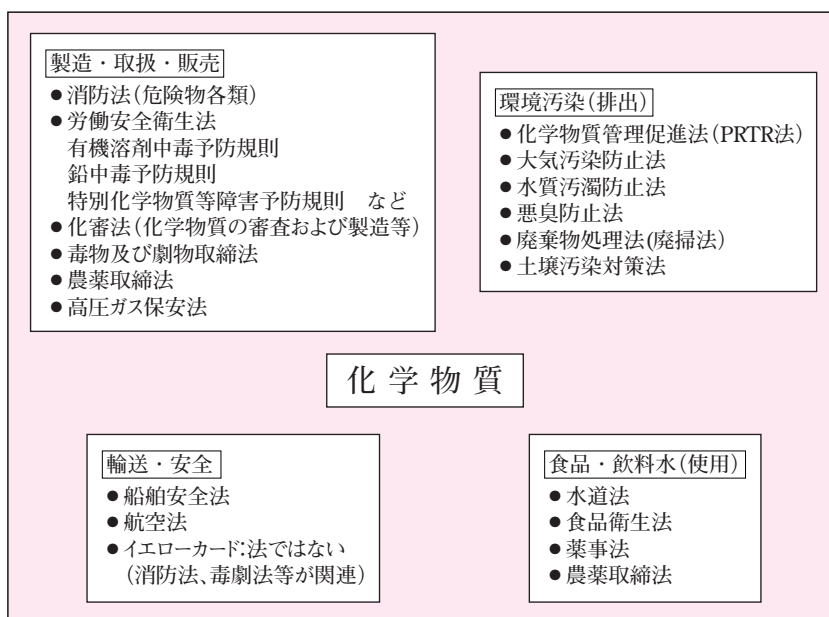 製造・取扱・販売
●消防法(危険物各類)
●労働安全衛生法
有機溶剤中毒予防規則
鉛中毒予防規則
特別化学物質等障害予防規則　など
●化審法(化学物質の審査および製造等)
●毒物及び劇物取締法
●農薬取締法
●高圧ガス保安法
環境汚染(排出)
●化学物質管理促進法(PRTR法)
●大気汚染防止法
●水質汚濁防止法
●悪臭防止法
●廃棄物処理法(廃掃法)
●土壌汚染対策法
化学物質
輸送・安全
●船舶安全法
●航空法
●イエローカード:法ではない
(消防法、毒劇法等が関連)
食品・飲料水(使用)
●水道法
●食品衛生法
●薬事法
●農薬取締法